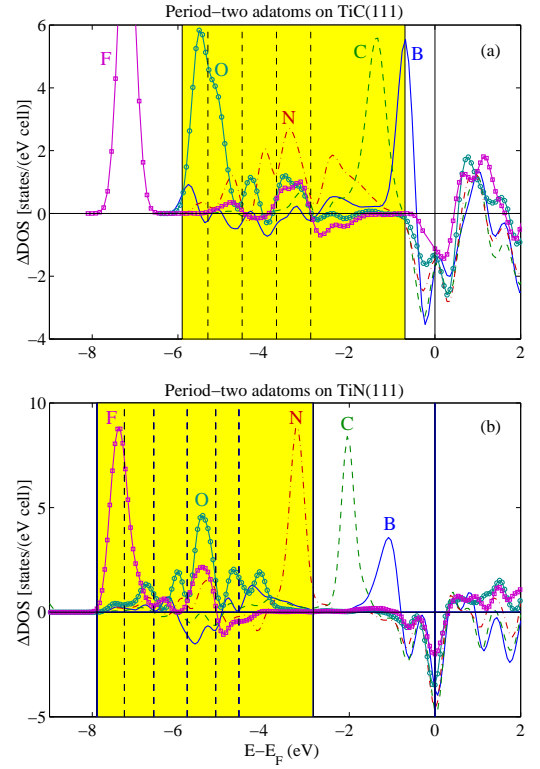 Period−two adatoms on TiC(111)
6
4
2
0
−2
−4
ΔDOS [states/(eV cell)]
(a)
F
O
N
C
B
−8
−6
−4
−2
0
2
Period−two adatoms on TiN(111)
10
5
0
−5
ΔDOS [states/(eV cell)]
(b)
F
O
N
C
B
−8
−6
−4
−2
0
2
E−E_F (eV)